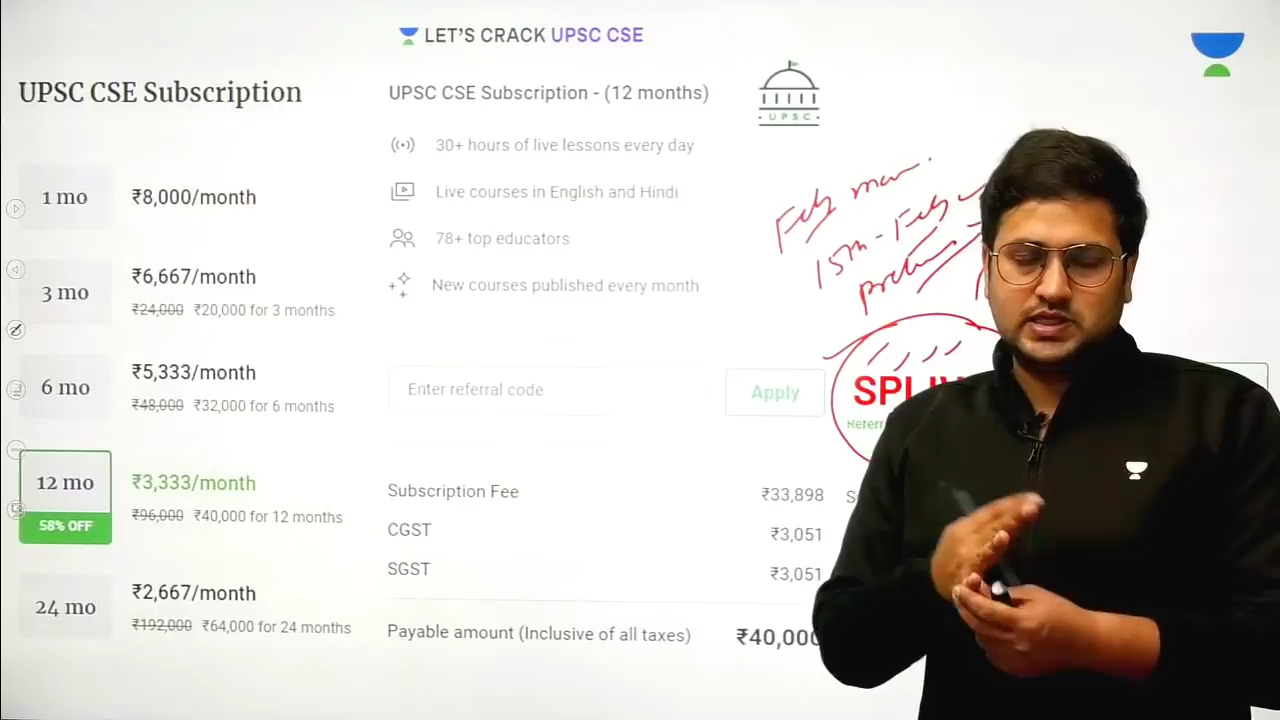 LET'S CRACK UPSC CSE
UPSC CSE Subscription
1 mo ₹8,000/month
3 mo ₹6,667/month
₹24,000 ₹20,000 for 3 months
6 mo ₹5,333/month
₹48,000 ₹32,000 for 6 months
12 mo ₹3,333/month
58% OFF ₹96,000 ₹40,000 for 12 months
24 mo ₹2,667/month
₹192,000 ₹64,000 for 24 months
UPSC CSE Subscription - (12 months)
UPSC
30+ hours of live lessons every day
Live courses in English and Hindi
78+ top educators
New courses published every month
Enter referral code Apply
Subscription Fee ₹33,898
CGST ₹3,051
SGST ₹3,051
Payable amount (Inclusive of all taxes) ₹40,000
15th - Feb